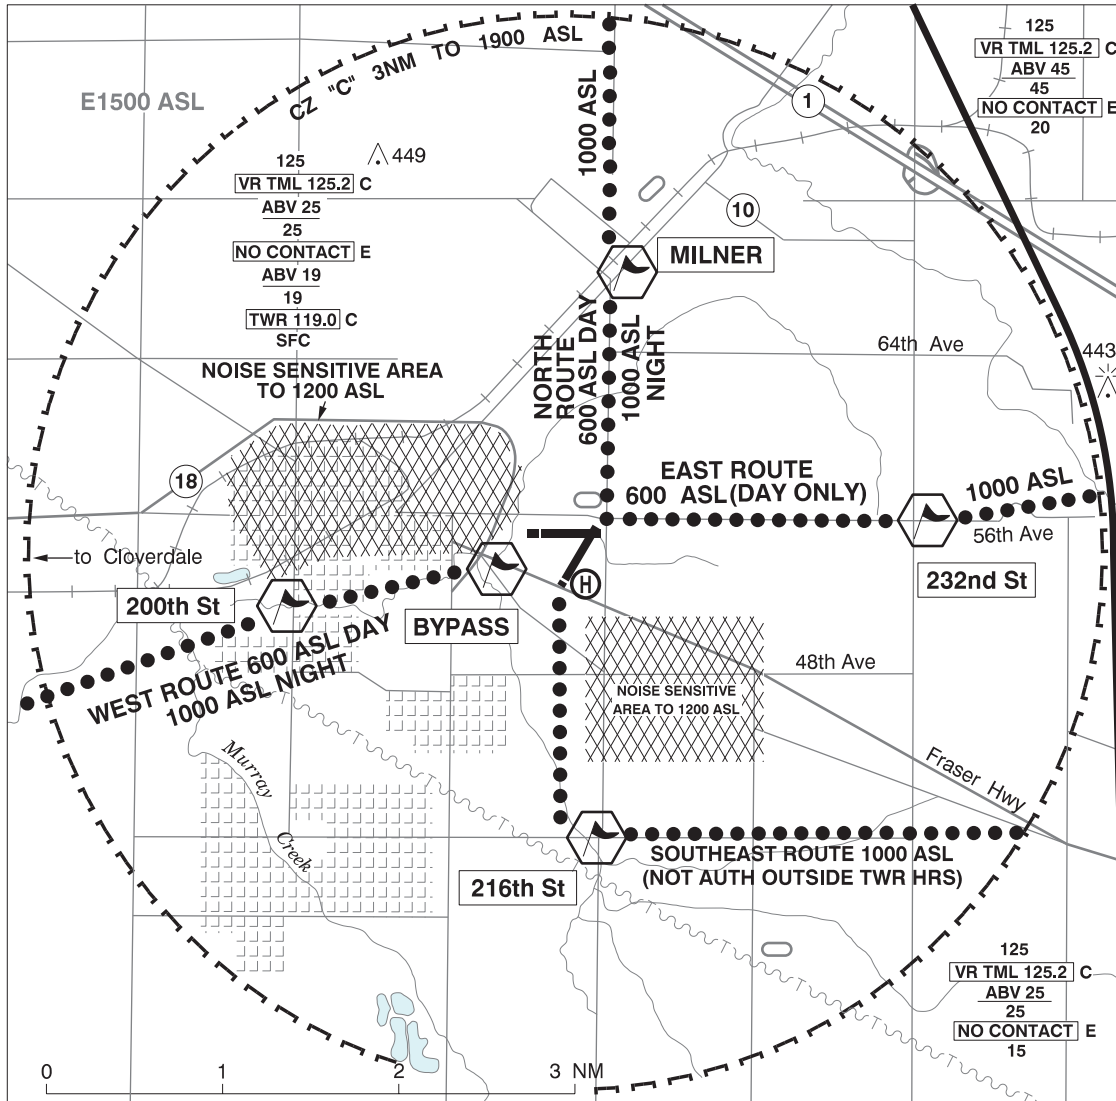 CZ "C" 3NM TO 1900 ASL
E1500 ASL
125
VR TML 125.2 C
ABV 25
25
NO CONTACT E
ABV 19
19
TWR 119.0 C
SFC
449
1000 ASL
1
125
VR TML 125.2 C
ABV 45
45
NO CONTACT E
20
10
MILNER
NORTH
ROUTE
600 ASL DAY
1000 ASL
NIGHT
64th Ave
443
NOISE SENSITIVE AREA
TO 1200 ASL
18
EAST ROUTE
600 ASL (DAY ONLY)
1000 ASL
56th Ave
232nd St
to Cloverdale
200th St
BYPASS
H
WEST ROUTE 600 ASL DAY
1000 ASL NIGHT
48th Ave
NOISE SENSITIVE
AREA TO 1200 ASL
Murray
Creek
Fraser Hwy
216th St
SOUTHEAST ROUTE 1000 ASL
(NOT AUTH OUTSIDE TWR HRS)
T T T T T T T T T T
125
VR TML 125.2 C
ABV 25
25
NO CONTACT E
15
0 1 2 3 NM